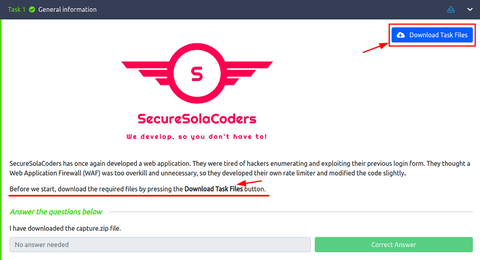 Task 1 General information
Download Task Files
S
SecureSolaCoders
We develop, so you don't have to!
SecureSolaCoders has once again developed a web application. They were tired of hackers enumerating and exploiting their previous login form. They thought a
Web Application Firewall (WAF) was too overkill and unnecessary, so they developed their own rate limiter and modified the code slightly.
Before we start, download the required files by pressing the Download Task Files button.
Answer the questions below
I have downloaded the capture.zip file.
No answer needed
Correct Answer